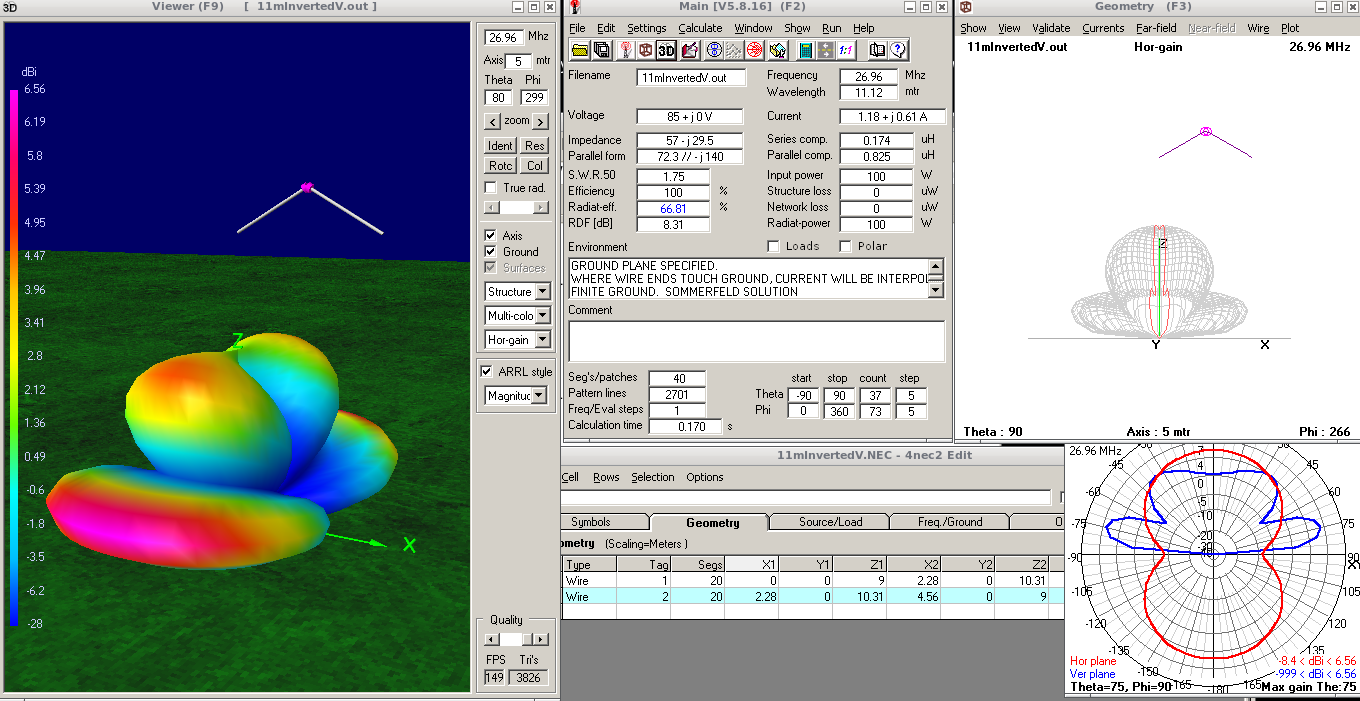 3D Viewer (F9) [ 11mInvertedV.out ]
dBi
6.56
6.19
5.8
5.39
4.95
4.47
3.96
3.41
2.8
2.12
1.36
0.49
-0.6
-1.8
-3.5
-6.2
-28
Z
X
26.96 Mhz
Axis 5 mtr
Theta Phi
80 299
< zoom >
Ident Res
Rotc Col
True rad.
Axis
Ground
Surfaces
Structure
Multi-colo
Hor-gain
ARRL style
Magnituc
Quality
FPS Tri's
149 3826
Main [V5.8.16] (F2)
File Edit Settings Calculate Window Show Run Help
3D 1:1
Filename 11mInvertedV.out Frequency 26.96 Mhz
Wavelength 11.12 mtr
Voltage 85 + j 0 V Current 1.18 + j 0.61 A
Impedance 57 - j 29.5 Series comp. 0.174 uH
Parallel form 72.3 // - j 140 Parallel comp. 0.825 uH
S.W.R.50 1.75 Input power 100 W
Efficiency 100 % Structure loss 0 uW
Radiat-eff. 66.81 % Network loss 0 uW
RDF [dB] 8.31 Radiat-power 100 W
Environment Loads Polar
GROUND PLANE SPECIFIED.
WHERE WIRE ENDS TOUCH GROUND, CURRENT WILL BE INTERPOL
FINITE GROUND. SOMMERFELD SOLUTION
Comment
Seg's/patches 40 start stop count step
Pattern lines 2701 Theta -90 90 37 5
Freq/Eval steps 1 Phi 0 360 73 5
Calculation time 0.170 s
Geometry (F3)
Show View Validate Currents Far-field Near-field Wire Plot
11mInvertedV.out Hor-gain 26.96 MHz
Z
Y X
Theta : 90 Axis : 5 mtr Phi : 266
11mInvertedV.NEC - 4nec2 Edit
Cell Rows Selection Options
Symbols Geometry Source/Load Freq./Ground O
ometry (Scaling=Meters )
Type Tag Segs X1 Y1 Z1 X2 Y2 Z2
Wire 1 20 0 0 9 2.28 0 10.31
Wire 2 20 2.28 0 10.31 4.56 0 9
26.96 MHz
7
4
0
-5
-10
-20
-30
-45 45
-60 60
-75 75
-90 90
-105 105
-120 120
-135 135
-150 150
-165 -180 165
Hor plane -8.4 < dBi < 6.56
Ver plane -999 < dBi < 6.56
Theta=75, Phi=90 Max gain The:75